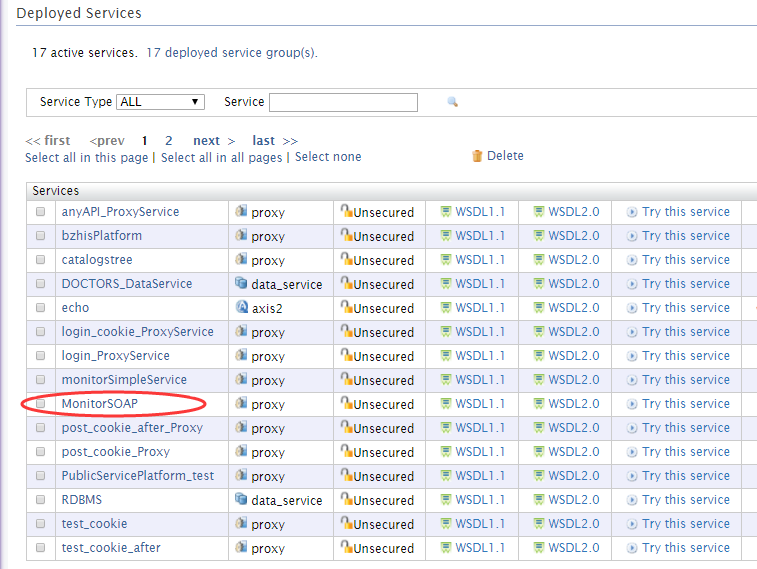 Deployed Services
17 active services. 17 deployed service group(s).
Service Type ALL Service
<< first <prev 1 2 next > last >>
Select all in this page | Select all in all pages | Select none Delete
Services
anyAPI_ProxyService proxy Unsecured WSDL1.1 WSDL2.0 Try this service
bzhisPlatform proxy Unsecured WSDL1.1 WSDL2.0 Try this service
catalogstree proxy Unsecured WSDL1.1 WSDL2.0 Try this service
DOCTORS_DataService data_service Unsecured WSDL1.1 WSDL2.0 Try this service
echo axis2 Unsecured WSDL1.1 WSDL2.0 Try this service
login_cookie_ProxyService proxy Unsecured WSDL1.1 WSDL2.0 Try this service
login_ProxyService proxy Unsecured WSDL1.1 WSDL2.0 Try this service
monitorSimpleService proxy Unsecured WSDL1.1 WSDL2.0 Try this service
MonitorSOAP proxy Unsecured WSDL1.1 WSDL2.0 Try this service
post_cookie_after_Proxy proxy Unsecured WSDL1.1 WSDL2.0 Try this service
post_cookie_Proxy proxy Unsecured WSDL1.1 WSDL2.0 Try this service
PublicServicePlatform_test proxy Unsecured WSDL1.1 WSDL2.0 Try this service
RDBMS data_service Unsecured WSDL1.1 WSDL2.0 Try this service
test_cookie proxy Unsecured WSDL1.1 WSDL2.0 Try this service
test_cookie_after proxy Unsecured WSDL1.1 WSDL2.0 Try this service